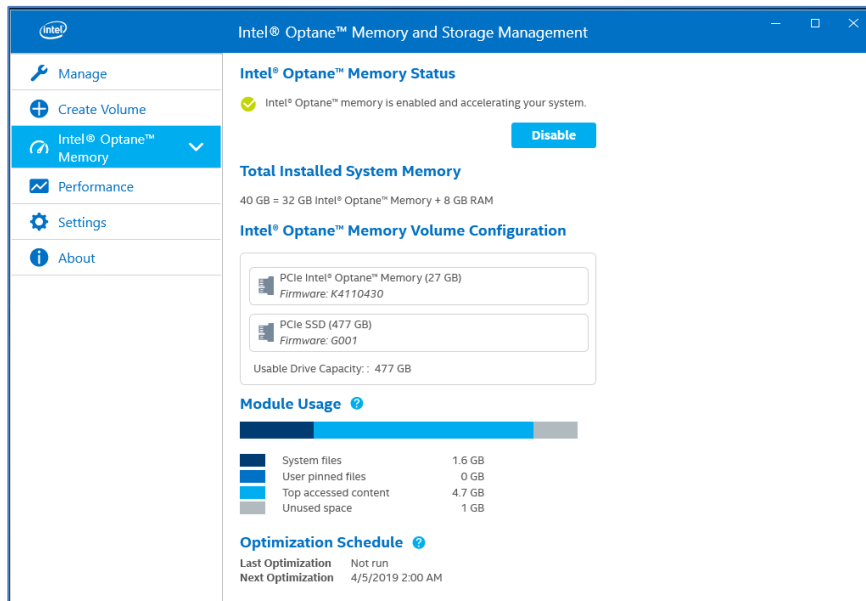 intel
Intel® Optane™ Memory and Storage Management
Manage
Create Volume
Intel® Optane™
Memory
Performance
Settings
About
Intel® Optane™ Memory Status
Intel® Optane™ memory is enabled and accelerating your system.
Disable
Total Installed System Memory
40 GB = 32 GB Intel® Optane™ Memory + 8 GB RAM
Intel® Optane™ Memory Volume Configuration
PCIe Intel® Optane™ Memory (27 GB)
Firmware: K4110430
PCIe SSD (477 GB)
Firmware: G001
Usable Drive Capacity: : 477 GB
Module Usage ?
System files 1.6 GB
User pinned files 0 GB
Top accessed content 4.7 GB
Unused space 1 GB
Optimization Schedule ?
Last Optimization Not run
Next Optimization 4/5/2019 2:00 AM